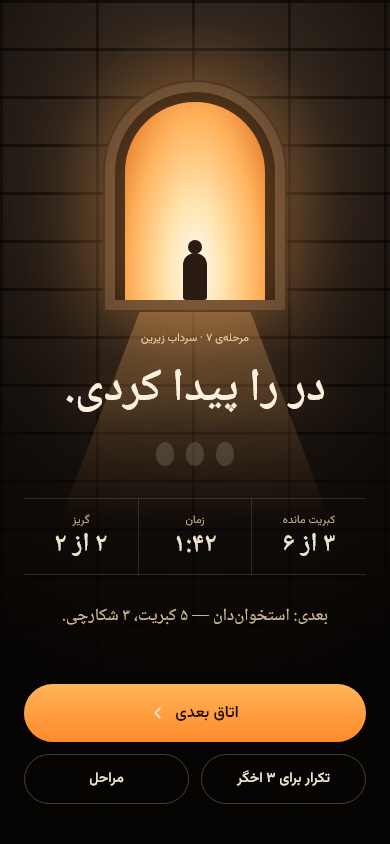 مرحله‌ی ۷ · سرداب زیرین
در را پیدا کردی.
کبریت مانده
۳ از ۶
زمان
۱:۴۲
گریز
۲ از ۲
بعدی: استخوان‌دان — ۵ کبریت، ۳ شکارچی.
اتاق بعدی
تکرار برای ۳ اخگر
مراحل